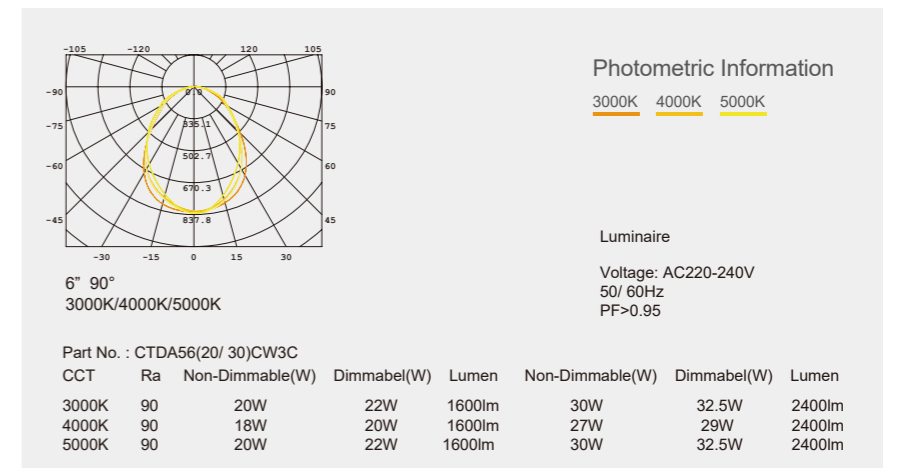 -105 -120 120 105
-90 0.0 90
-75 335.1 75
502.7
-60 670.3 60
-45 837.8 45
-30 -15 0 15 30
6” 90°
3000K/4000K/5000K
Photometric Information
3000K 4000K 5000K
Luminaire
Voltage: AC220-240V
50/ 60Hz
PF>0.95
Part No. : CTDA56(20/ 30)CW3C
CCT Ra Non-Dimmable(W) Dimmabel(W) Lumen Non-Dimmable(W) Dimmabel(W) Lumen
3000K 90 20W 22W 1600lm 30W 32.5W 2400lm
4000K 90 18W 20W 1600lm 27W 29W 2400lm
5000K 90 20W 22W 1600lm 30W 32.5W 2400lm